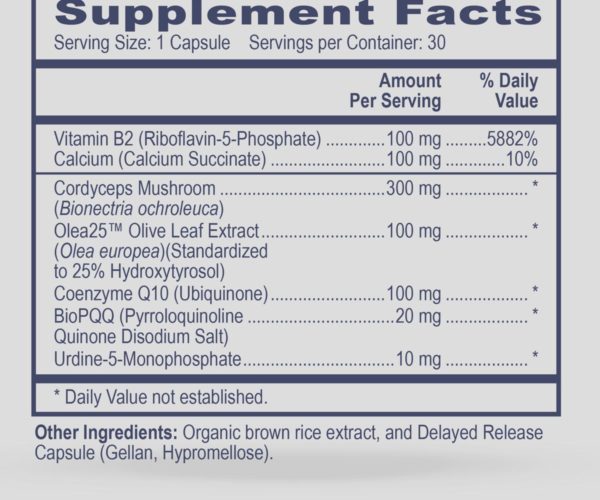 Supplement Facts
Serving Size: 1 Capsule Servings per Container: 30
Amount Per Serving % Daily Value
Vitamin B2 (Riboflavin-5-Phosphate) ............100 mg .........5882%
Calcium (Calcium Succinate) .......................100 mg ............10%
Cordyceps Mushroom .................................300 mg .................. *
(Bionectria ochroleuca)
Olea25™ Olive Leaf Extract.........................100 mg .................. *
(Olea europea)(Standardized
to 25% Hydroxytyrosol)
Coenzyme Q10 (Ubiquinone).......................100 mg .................. *
BioPQQ (Pyrroloquinoline ............................20 mg .................. *
Quinone Disodium Salt)
Urdine-5-Monophosphate..............................10 mg .................. *
* Daily Value not established.
Other Ingredients: Organic brown rice extract, and Delayed Release
Capsule (Gellan, Hypromellose).